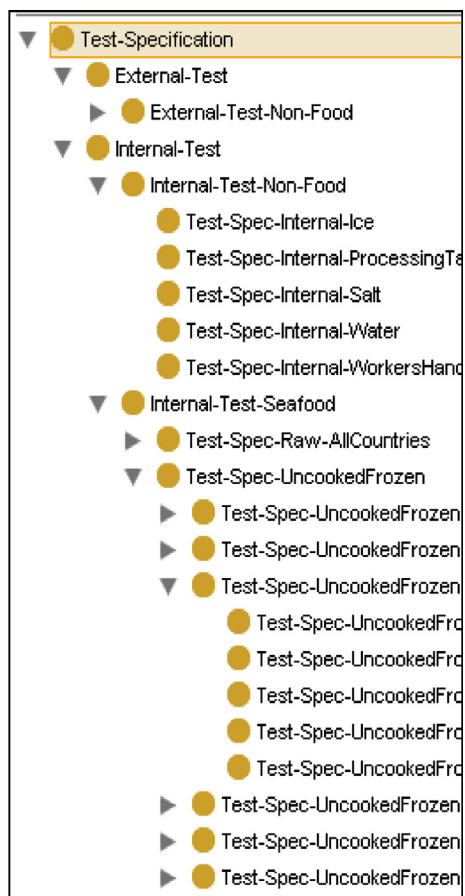 Test-Specification
External-Test
External-Test-Non-Food
Internal-Test
Internal-Test-Non-Food
Test-Spec-Internal-Ice
Test-Spec-Internal-ProcessingTa
Test-Spec-Internal-Salt
Test-Spec-Internal-Water
Test-Spec-Internal-WorkersHand
Internal-Test-Seafood
Test-Spec-Raw-AllCountries
Test-Spec-UncookedFrozen
Test-Spec-UncookedFrozen
Test-Spec-UncookedFrozen
Test-Spec-UncookedFrozen
Test-Spec-UncookedFro
Test-Spec-UncookedFro
Test-Spec-UncookedFro
Test-Spec-UncookedFro
Test-Spec-UncookedFro
Test-Spec-UncookedFrozen
Test-Spec-UncookedFrozen
Test-Spec-UncookedFrozen